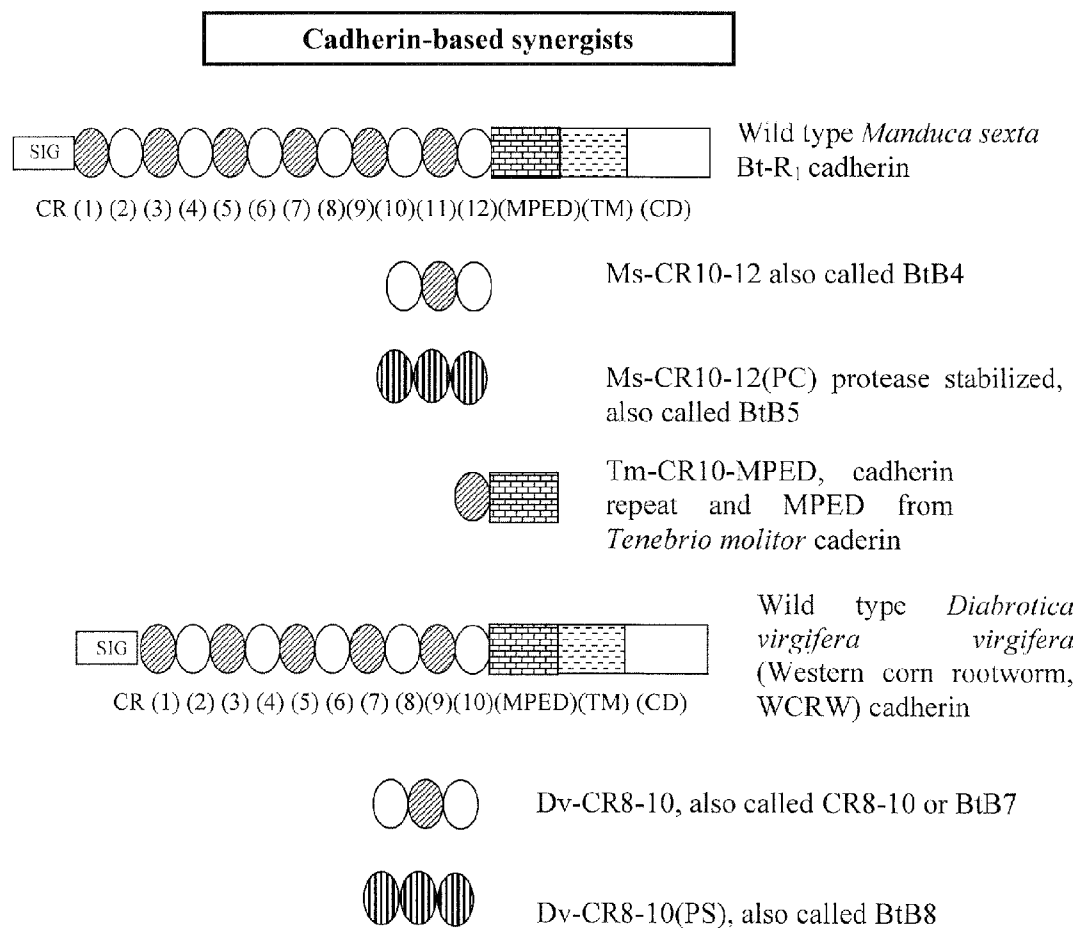 Cadherin-based synergists
SIG
Wild type Manduca sexta
Bt-R1 cadherin
CR (1) (2) (3) (4) (5) (6) (7) (8)(9)(10)(11)(12)(MPED)(TM) (CD)
Ms-CR10-12 also called BtB4
Ms-CR10-12(PC) protease stabilized,
also called BtB5
Tm-CR10-MPED, cadherin
repeat and MPED from
Tenebrio molitor caderin
Wild type Diabrotica
virgifera virgifera
(Western corn rootworm,
WCRW) cadherin
SIG
CR (1) (2) (3) (4) (5) (6) (7) (8)(9)(10)(MPED)(TM) (CD)
Dv-CR8-10, also called CR8-10 or BtB7
Dv-CR8-10(PS), also called BtB8